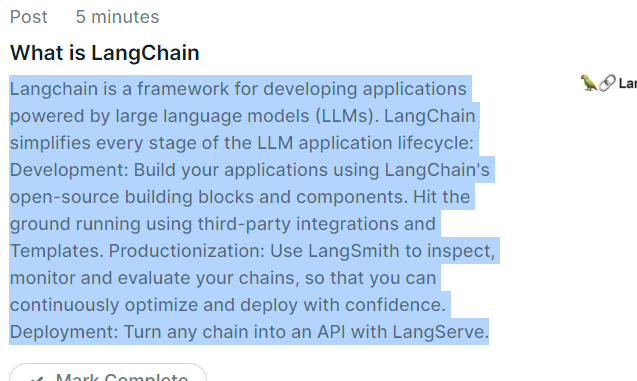 Post 5 minutes
What is LangChain
Langchain is a framework for developing applications
powered by large language models (LLMs). LangChain
simplifies every stage of the LLM application lifecycle:
Development: Build your applications using LangChain's
open-source building blocks and components. Hit the
ground running using third-party integrations and
Templates. Productionization: Use LangSmith to inspect,
monitor and evaluate your chains, so that you can
continuously optimize and deploy with confidence.
Deployment: Turn any chain into an API with LangServe.
Mark Complete